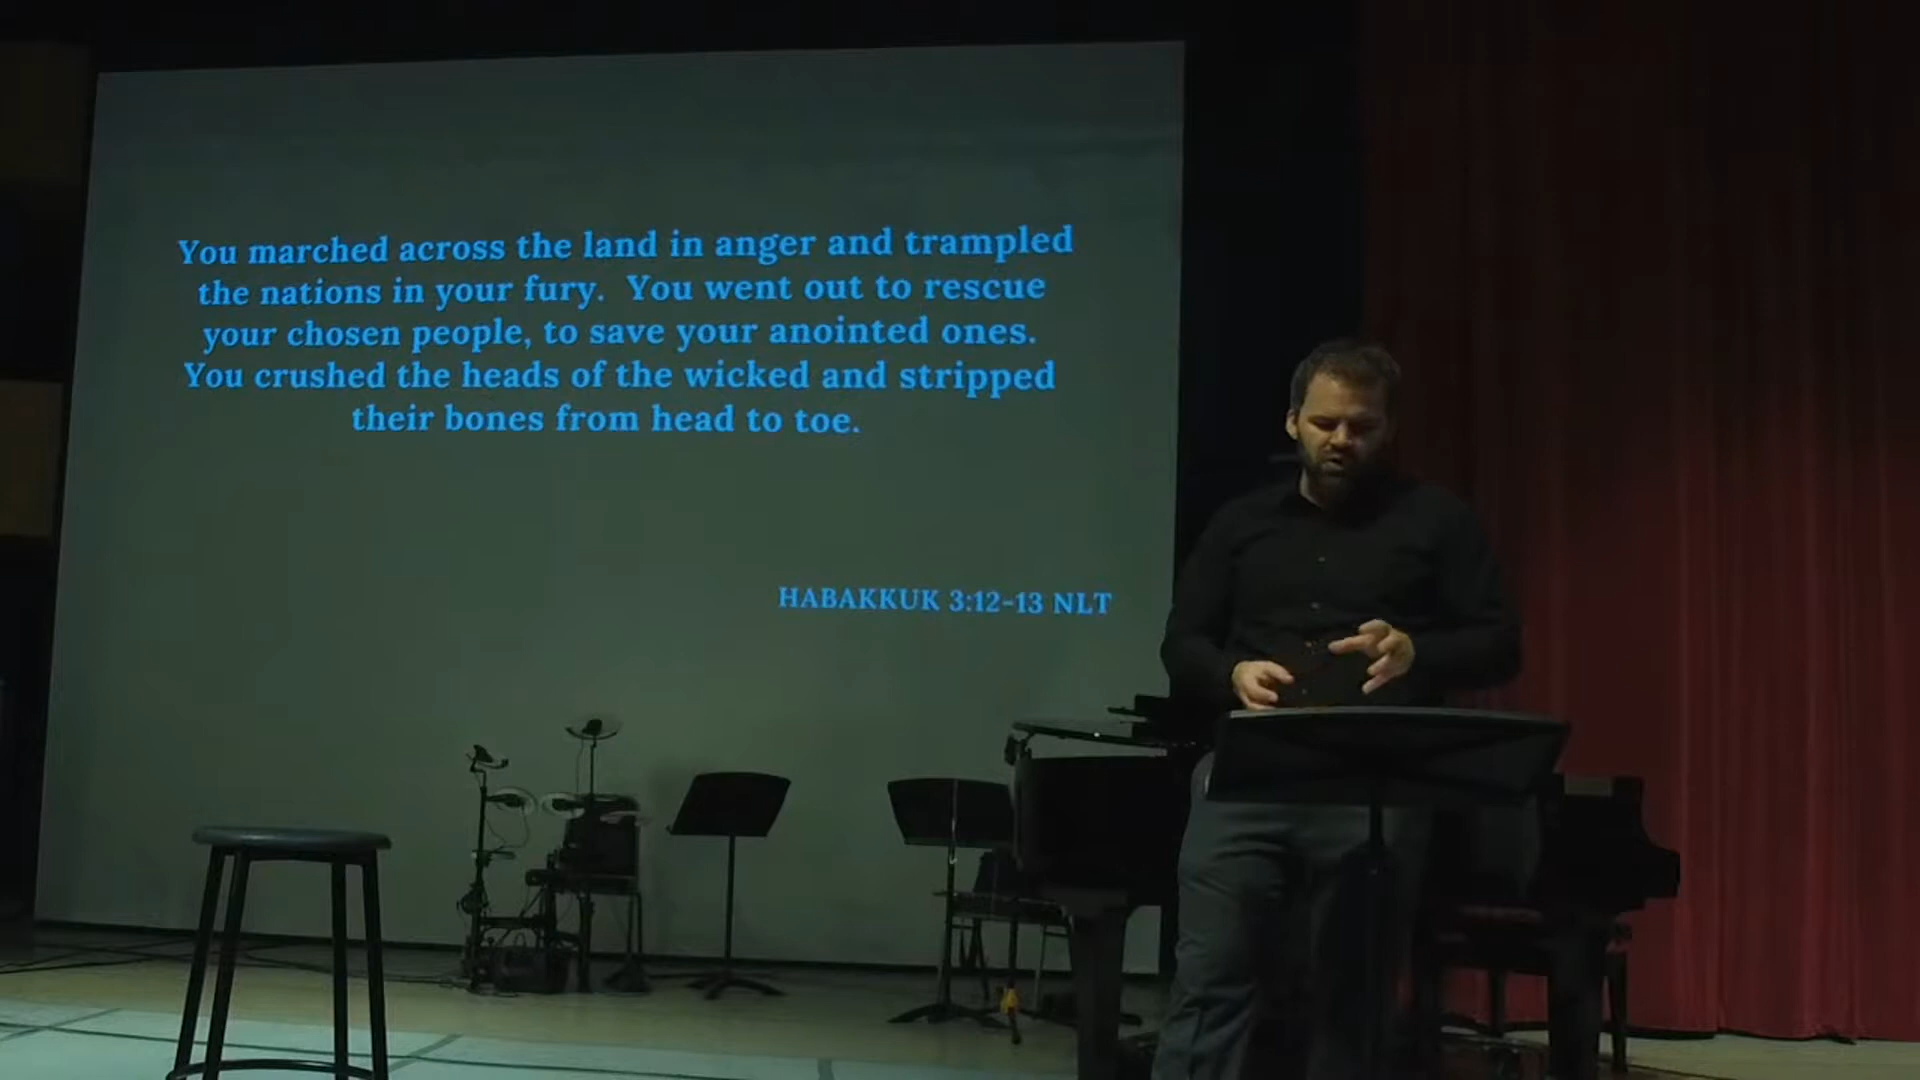 You marched across the land in anger and trampled
the nations in your fury. You went out to rescue
your chosen people, to save your anointed ones.
You crushed the heads of the wicked and stripped
their bones from head to toe.
HABAKKUK 3:12-13 NLT